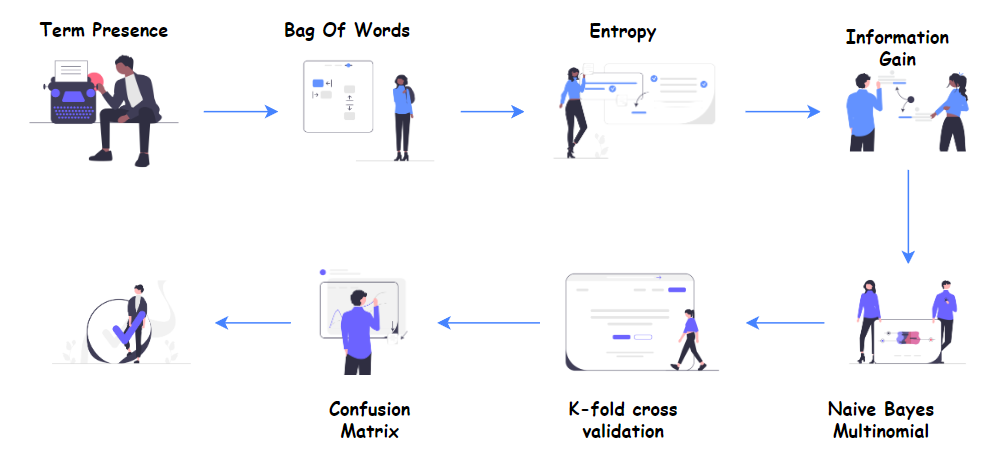 Term Presence
Bag Of Words
Entropy
Information
Gain
Naive Bayes
Multinomial
K-fold cross
validation
Confusion
Matrix